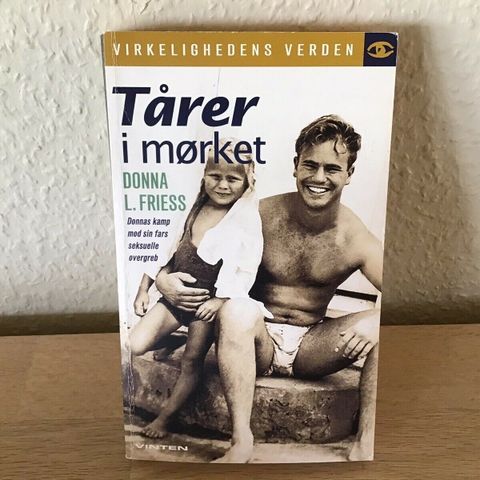 VIRKELIGHEDENS VERDEN
Tårer
i mørket
DONNA
L. FRIESS
Donnas kamp
mod sin fars
seksuelle
overgreb
VINTEN